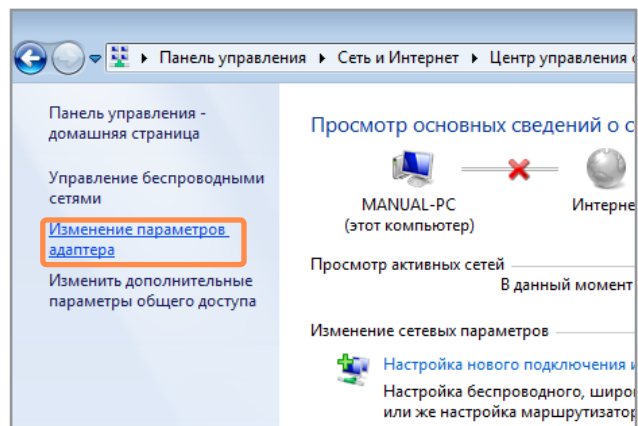 Панель управления Сеть и Интернет Центр управления
Панель управления -
домашняя страница
Управление беспроводными
сетями
Изменение параметров
адаптера
Изменить дополнительные
параметры общего доступа
Просмотр основных сведений о
MANUAL-PC
(этот компьютер)
Интерне
Просмотр активных сетей
В данный момент
Изменение сетевых параметров
Настройка нового подключения и
Настройка беспроводного, широ
или же настройка маршрутизатор